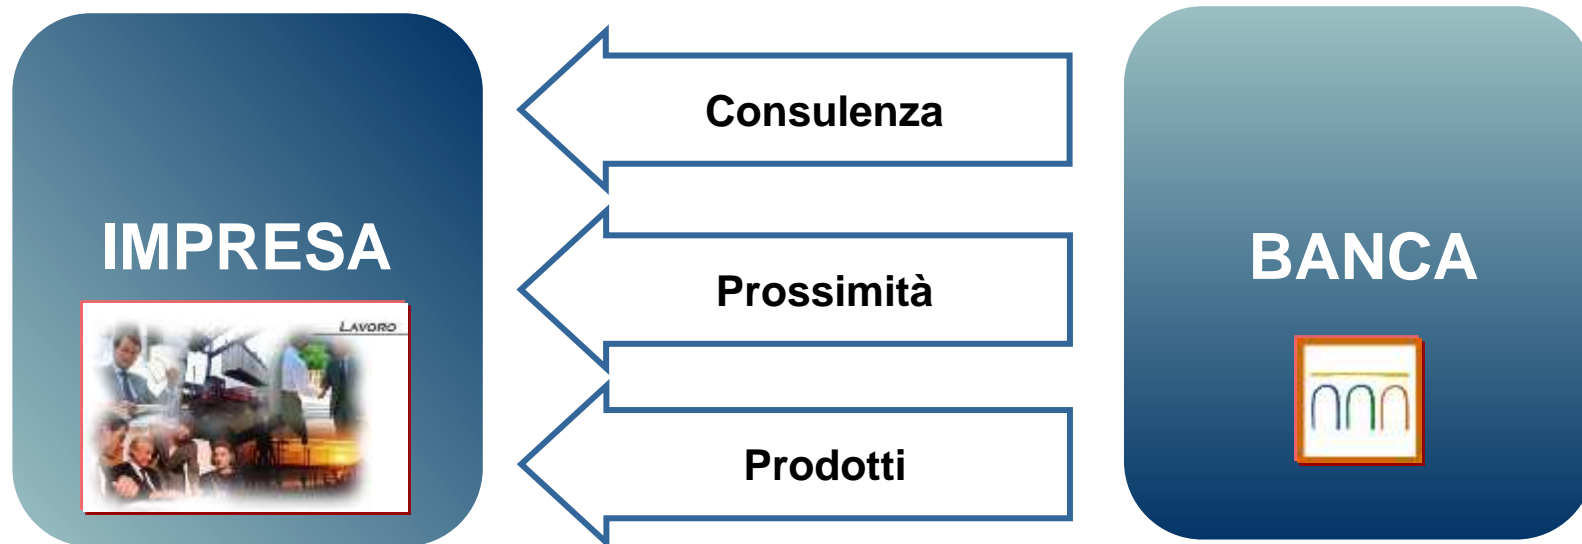 IMPRESA
LAVORO
Consulenza
Prossimità
Prodotti
BANCA